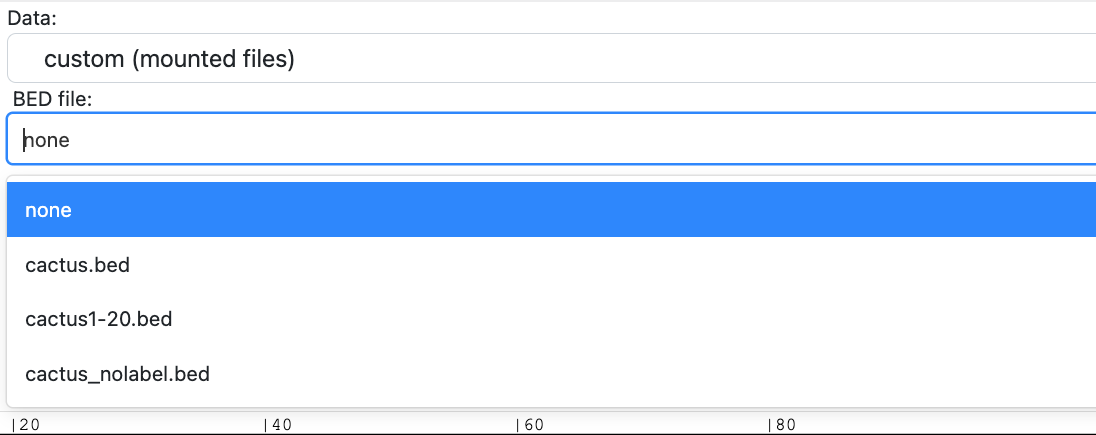 Data:
custom (mounted files)
BED file:
none
none
cactus.bed
cactus1-20.bed
cactus_nolabel.bed
|20 |40 |60 |80